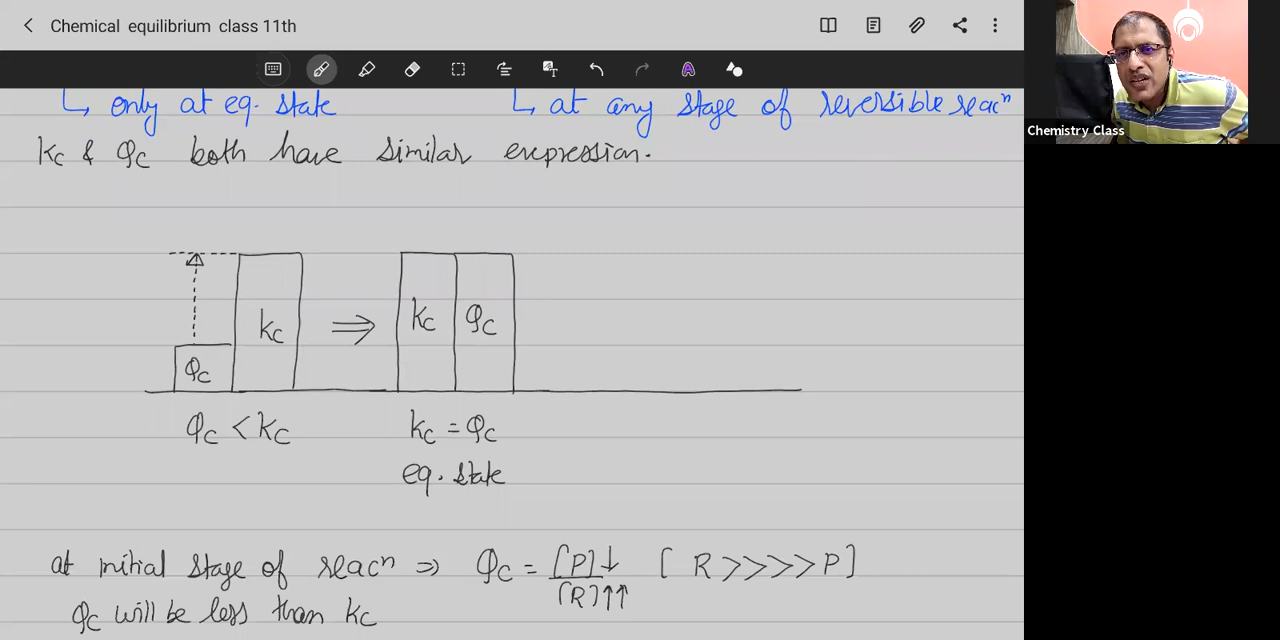 Chemical equilibrium class 11th
Chemistry Class
↳ only at eq. state ↳ at any stage of reversible reacⁿ
Kc & Qc both have similar expression.
Qc Kc ⇒ Kc Qc
Qc < Kc Kc = Qc
eq. state
at initial stage of reacⁿ ⇒ Qc = [P]↓ / [R]↑↑ [ R >>>> P ]
Qc will be less than Kc